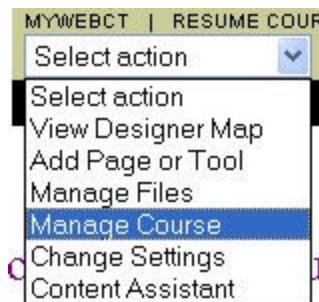 MYWEBCT | RESUME COUR
Select action
Select action
View Designer Map
Add Page or Tool
Manage Files
Manage Course
Change Settings
Content Assistant